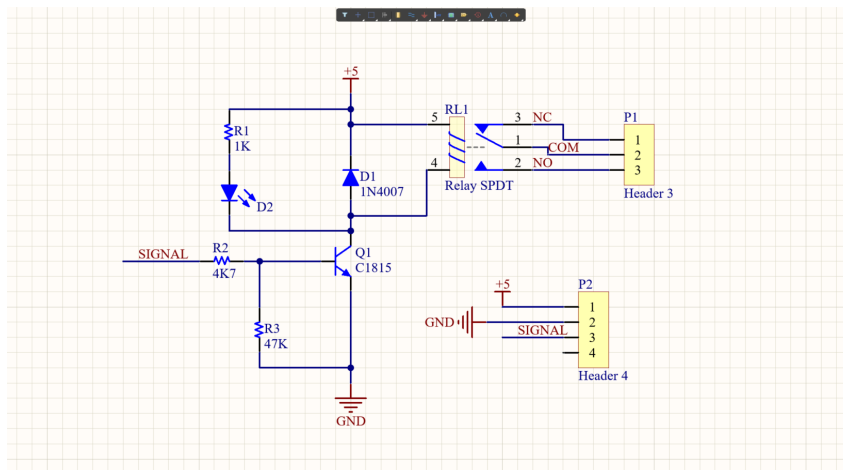 +5
R1
1K
D2
D1
1N4007
5
4
RL1
Relay SPDT
3 NC
1 COM
2 NO
P1
1
2
3
Header 3
SIGNAL
R2
4K7
Q1
C1815
R3
47K
GND
+5
GND
SIGNAL
P2
1
2
3
4
Header 4